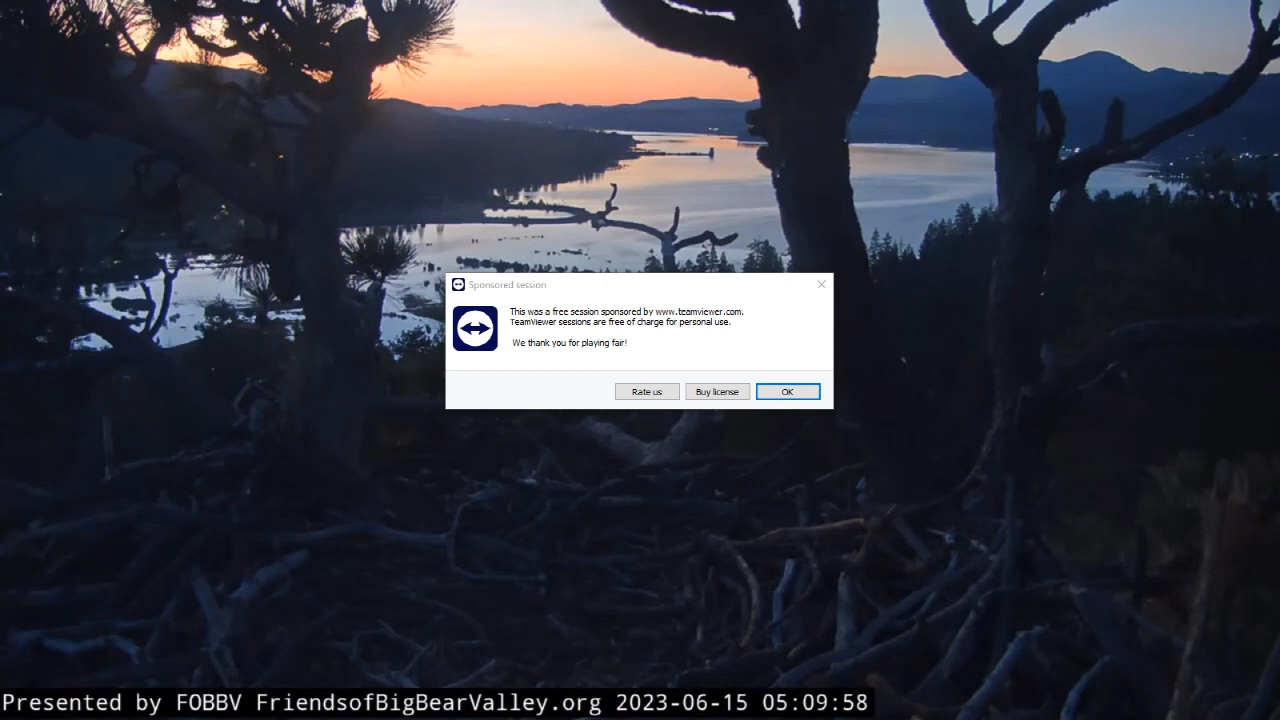 Sponsored session
This was a free session sponsored by www.teamviewer.com.
TeamViewer sessions are free of charge for personal use.
We thank you for playing fair!
Rate us
Buy license
OK
Presented by FOBBV FriendsofBigBearValley.org 2023-06-15 05:09:58